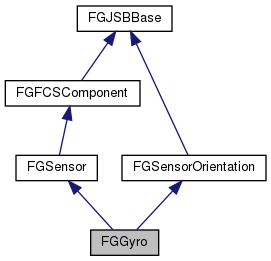 FGJSBBase
FGFCSComponent
FGSensor
FGSensorOrientation
FGGyro